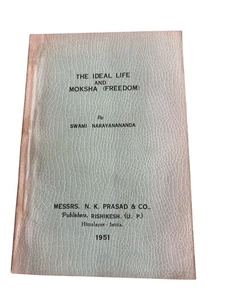 THE IDEAL LIFE
AND
MOKSHA (FREEDOM)
By
SWAMI NARAYANANANDA
MESSRS. N. K. PRASAD & CO.,
Publishers, RISHIKESH, (U. P.)
Himalayas - India.
1951